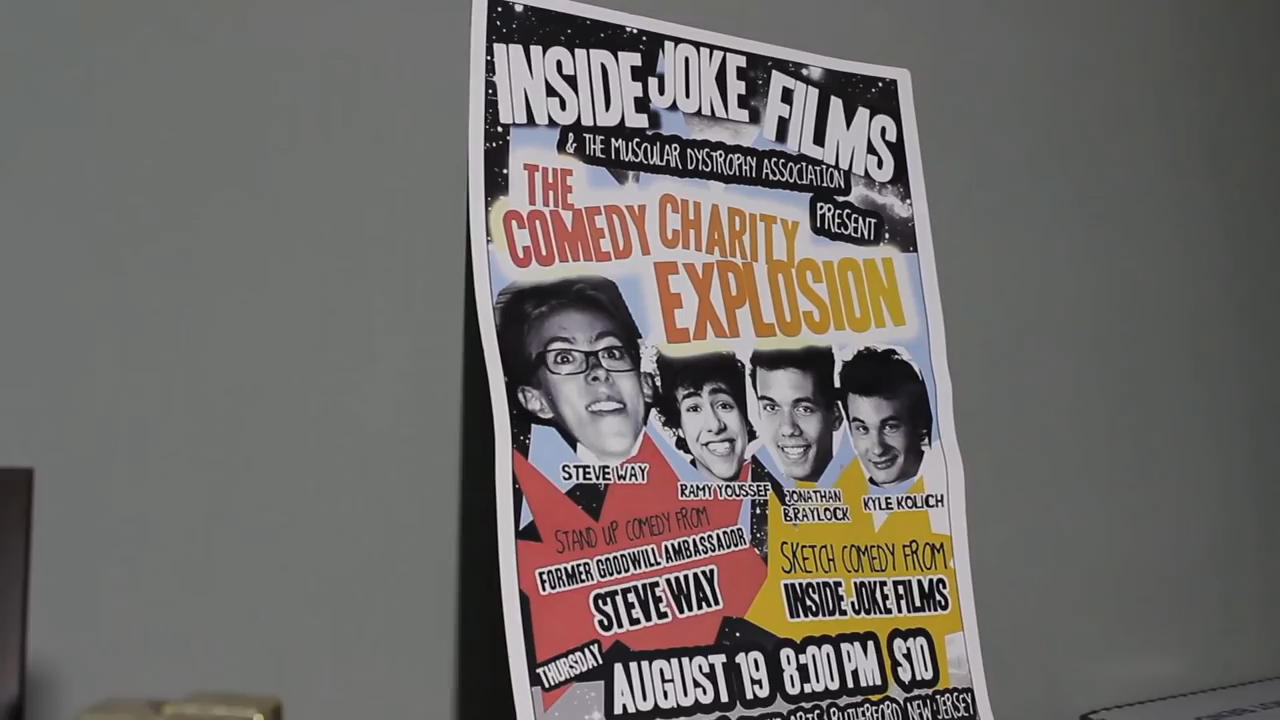 INSIDE JOKE FILMS
& THE MUSCULAR DYSTROPHY ASSOCIATION
PRESENT
THE
COMEDY CHARITY
EXPLOSION
STEVE WAY
RAMY YOUSSEF
JONATHAN
BRAYLOCK
KYLE KOLICH
STAND UP COMEDY FROM
FORMER GOODWILL AMBASSADOR
STEVE WAY
SKETCH COMEDY FROM
INSIDE JOKE FILMS
THURSDAY
AUGUST 19 8:00 PM $10
ARTS, RUTHERFORD, NEW JERSEY